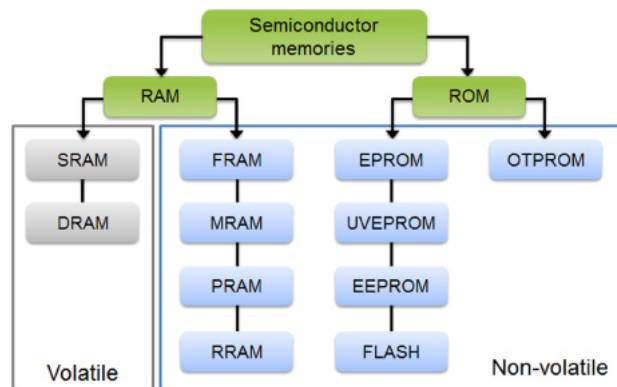 Semiconductor
memories
RAM
ROM
SRAM
FRAM
EPROM
OTPROM
DRAM
MRAM
UVEPROM
PRAM
EEPROM
RRAM
FLASH
Volatile
Non-volatile